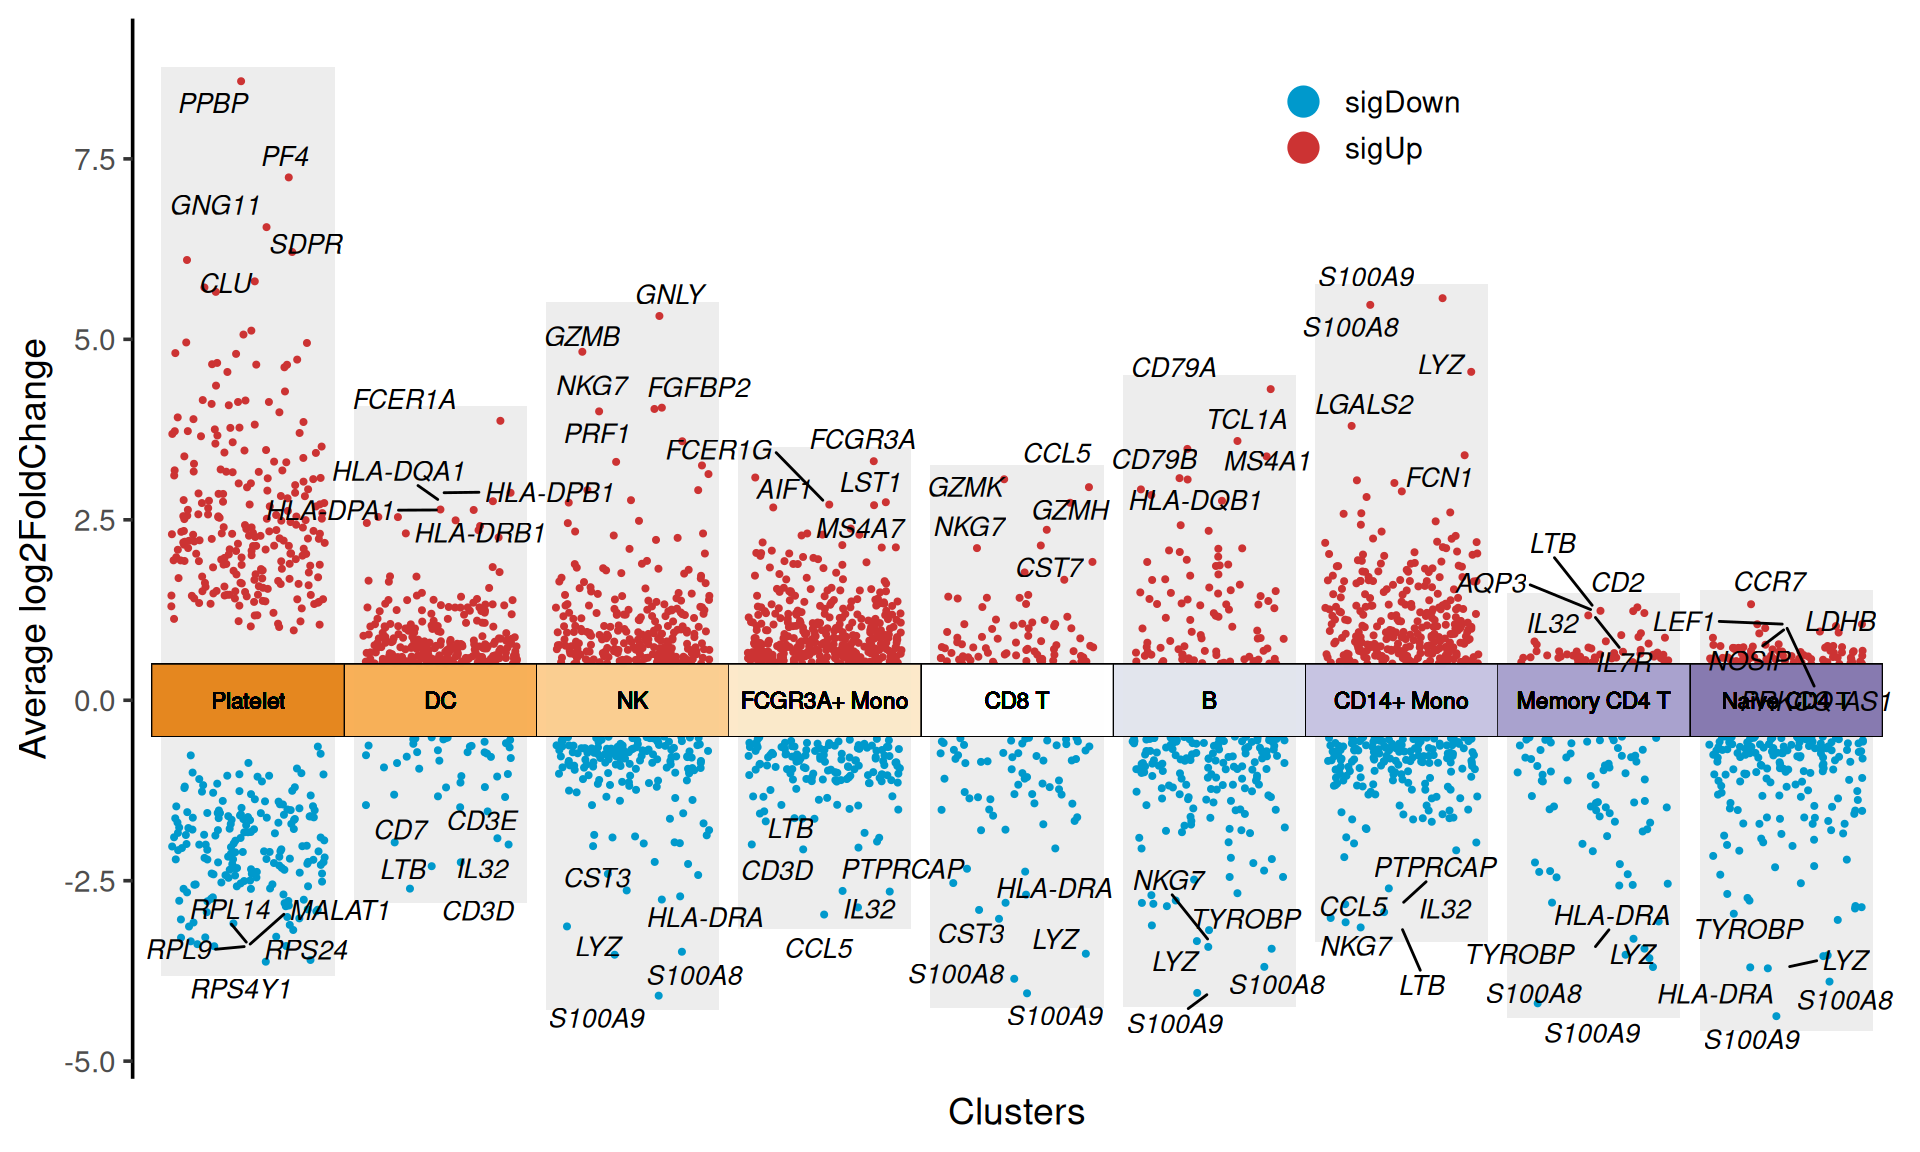 sigDown
sigUp
Average log2FoldChange
7.5
5.0
2.5
0.0
-2.5
-5.0
PPBP
PF4
GNG11
SDPR
CLU
FCER1A
HLA-DQA1
HLA-DPB1
HLA-DPA1
HLA-DRB1
GNLY
GZMB
NKG7
FGFBP2
PRF1
FCER1G
FCGR3A
AIF1
LST1
MS4A7
CCL5
GZMK
GZMH
NKG7
CST7
CD79A
TCL1A
CD79B
MS4A1
HLA-DQB1
S100A9
S100A8
LYZ
LGALS2
FCN1
LTB
AQP3
CD2
IL32
IL7R
CCR7
LEF1
LDHB
NOSIP
PRKCQ-AS1
Platelet
DC
NK
FCGR3A+ Mono
CD8 T
B
CD14+ Mono
Memory CD4 T
Naive CD4 T
RPL14
MALAT1
RPL9
RPS24
RPS4Y1
CD7
CD3E
LTB
IL32
CD3D
CST3
HLA-DRA
LYZ
S100A8
S100A9
LTB
CD3D
PTPRCAP
IL32
CCL5
HLA-DRA
CST3
LYZ
S100A8
S100A9
NKG7
TYROBP
LYZ
S100A8
S100A9
PTPRCAP
CCL5
IL32
NKG7
LTB
HLA-DRA
TYROBP
LYZ
S100A8
S100A9
TYROBP
LYZ
HLA-DRA
S100A8
S100A9
Clusters